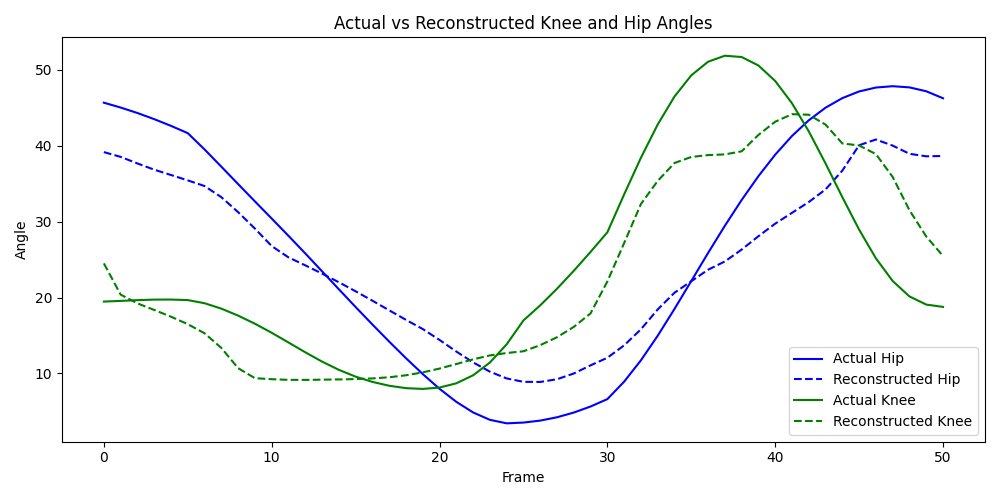 Actual vs Reconstructed Knee and Hip Angles
50
40
30
20
10
Angle
0
10
20
30
40
50
Frame
Actual Hip
Reconstructed Hip
Actual Knee
Reconstructed Knee